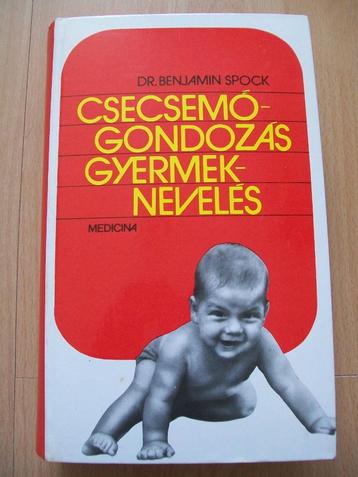 DR. BENJAMIN SPOCK
CSECSEMŐ-
GONDOZÁS
GYERMEK-
NEVELÉS
MEDICINA